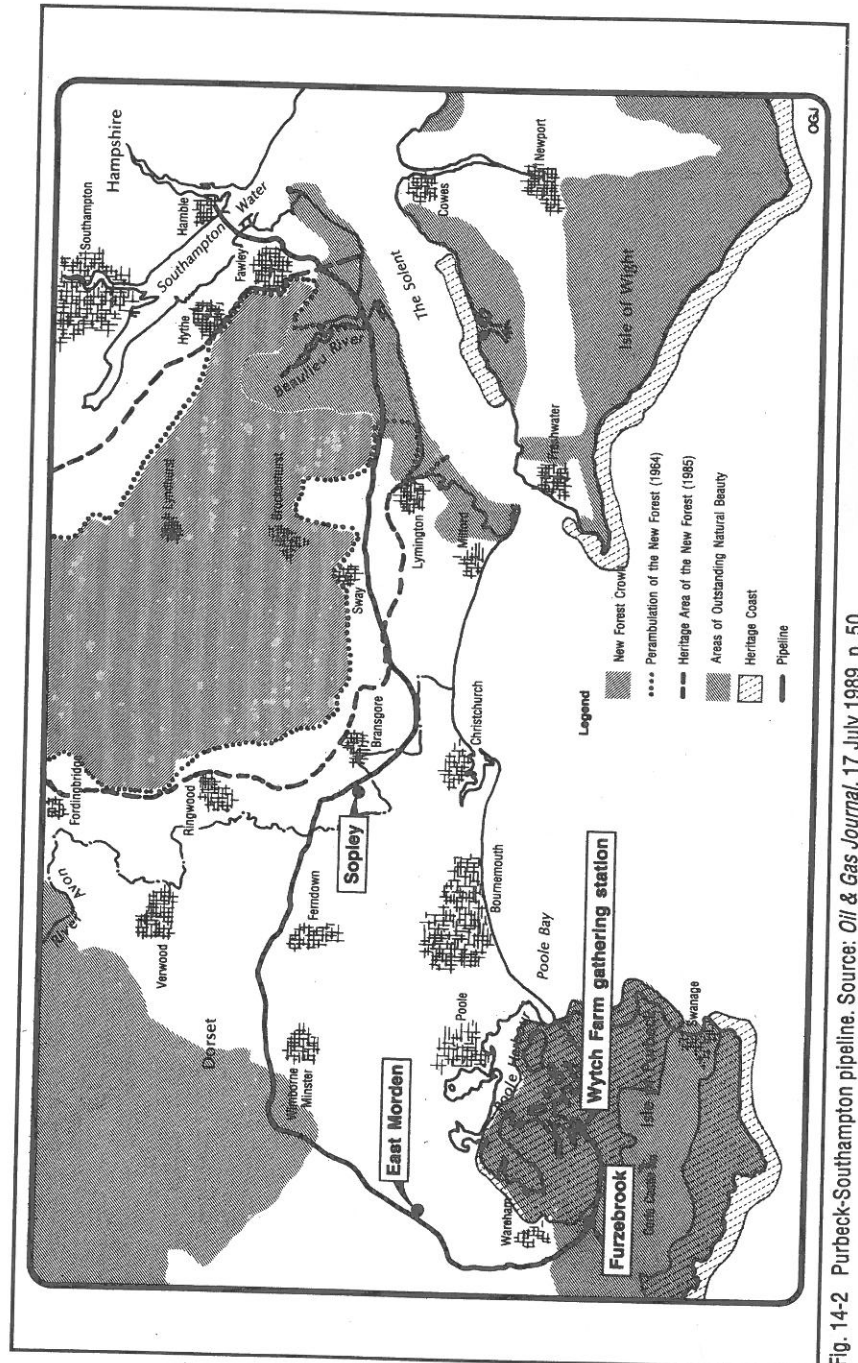 Hampshire
Southampton
Hamble
Southampton Water
Fawley
Hythe
Beaulieu River
The Solent
Cowes
Newport
Isle of Wight
Freshwater
OGJ
Lyndhurst
Brockenhurst
Sway
Lymington
Milford
Fordingbridge
Ringwood
Bransgore
Sopley
Christchurch
River Avon
Verwood
Ferndown
Bournemouth
Poole Bay
Dorset
Wimborne
Minster
Poole
Poole Harbour
East Morden
Wareham
Wytch Farm gathering station
Furzebrook
Swanage
Legend
New Forest Crown
Perambulation of the New Forest (1964)
Heritage Area of the New Forest (1985)
Areas of Outstanding Natural Beauty
Heritage Coast
Pipeline
Fig. 14-2 Purbeck-Southampton pipeline. Source: Oil & Gas Journal, 17 July 1989, p. 50